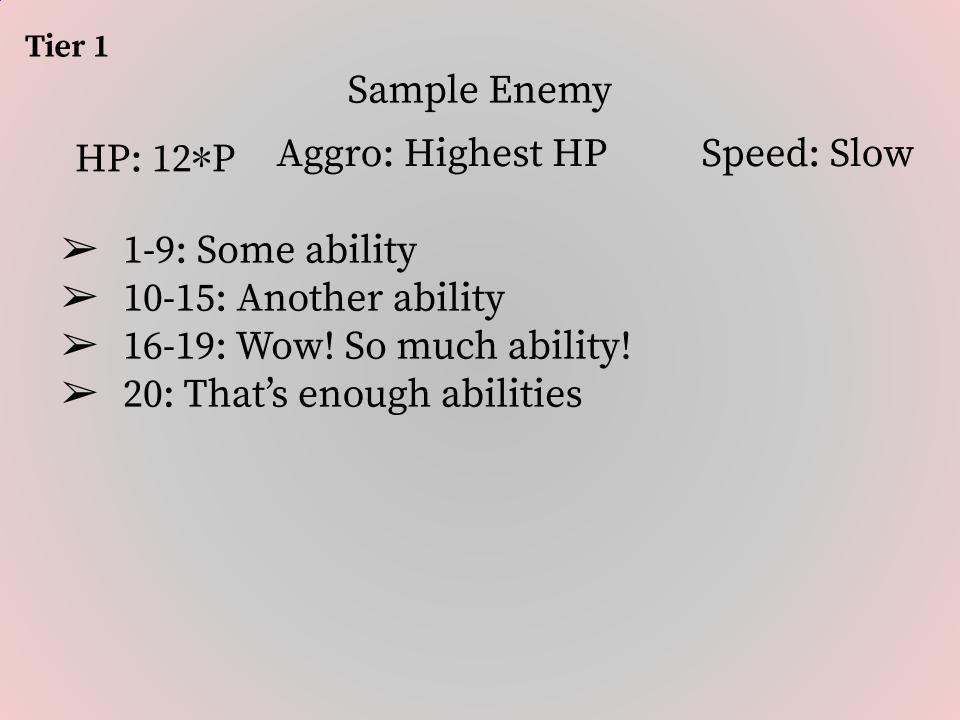 Tier 1
Sample Enemy
HP: 12*P Aggro: Highest HP Speed: Slow
➢ 1-9: Some ability
➢ 10-15: Another ability
➢ 16-19: Wow! So much ability!
➢ 20: That’s enough abilities